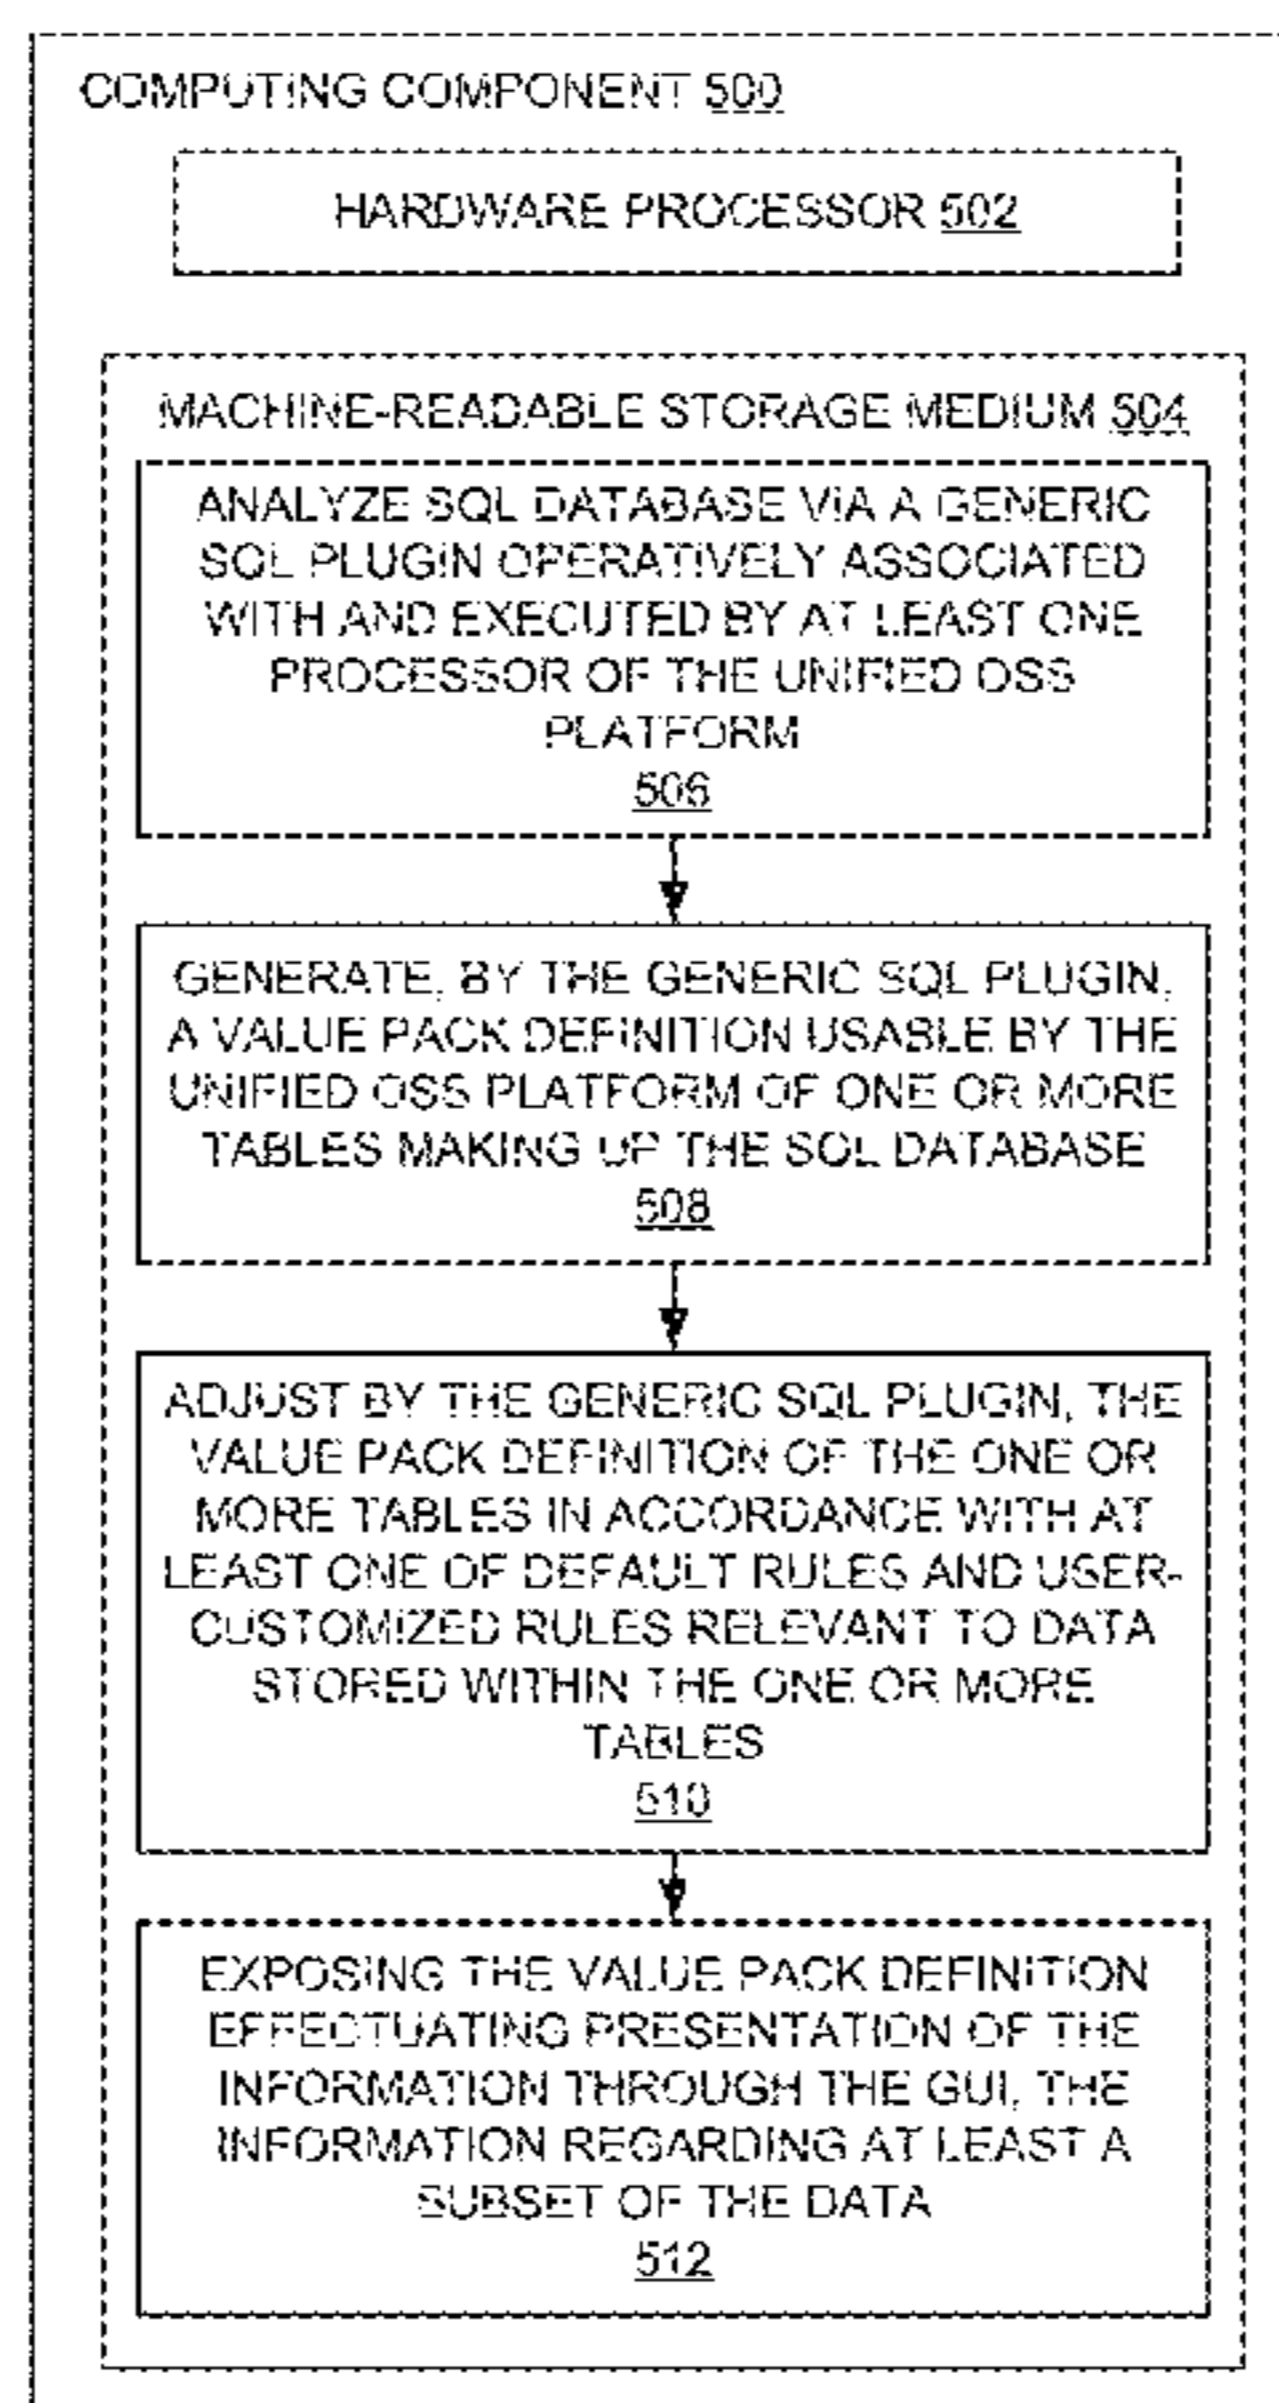 COMPUTING COMPONENT 500
HARDWARE PROCESSOR 502
MACHINE-READABLE STORAGE MEDIUM 504
ANALYZE SQL DATABASE VIA A GENERIC
SQL PLUGIN OPERATIVELY ASSOCIATED
WITH AND EXECUTED BY AT LEAST ONE
PROCESSOR OF THE UNIFIED OSS
PLATFORM
506
GENERATE, BY THE GENERIC SQL PLUGIN,
A VALUE PACK DEFINITION USABLE BY THE
UNIFIED OSS PLATFORM OF ONE OR MORE
TABLES MAKING UP THE SQL DATABASE
508
ADJUST BY THE GENERIC SQL PLUGIN, THE
VALUE PACK DEFINITION OF THE ONE OR
MORE TABLES IN ACCORDANCE WITH AT
LEAST ONE OF DEFAULT RULES AND USER-
CUSTOMIZED RULES RELEVANT TO DATA
STORED WITHIN THE ONE OR MORE
TABLES
510
EXPOSING THE VALUE PACK DEFINITION
EFFECTUATING PRESENTATION OF THE
INFORMATION THROUGH THE GUI, THE
INFORMATION REGARDING AT LEAST A
SUBSET OF THE DATA
512